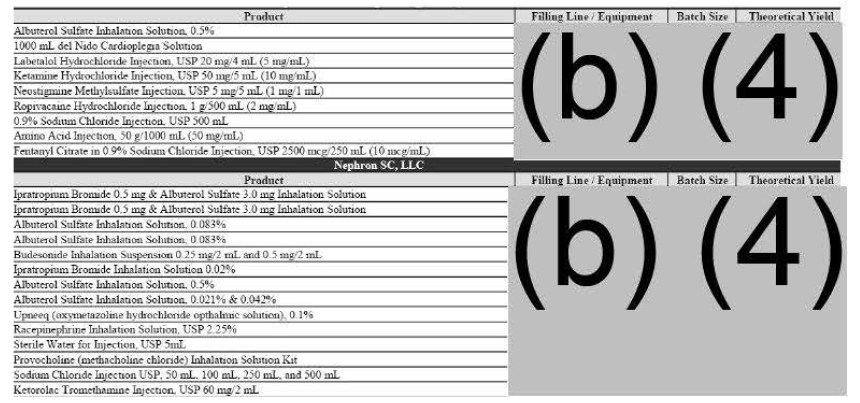 Product Filling Line / Equipment Batch Size Theoretical Yield
Albuterol Sulfate Inhalation Solution, 0.5%
1000 mL del Nido Cardioplegia Solution
Labetalol Hydrochloride Injection, USP 20 mg/4 mL (5 mg/mL)
Ketamine Hydrochloride Injection, USP 50 mg/5 mL (10 mg/mL)
Neostigmine Methylsulfate Injection, USP 5 mg/5 mL (1 mg/1 mL)
Ropivacaine Hydrochloride Injection, 1 g/500 mL (2 mg/mL)
0.9% Sodium Chloride Injection, USP 500 mL
Amino Acid Injection, 50 g/1000 mL (50 mg/mL)
Fentanyl Citrate in 0.9% Sodium Chloride Injection, USP 2500 mcg/250 mL (10 mcg/mL)
(b) (4)
Nephron SC, LLC
Product Filling Line / Equipment Batch Size Theoretical Yield
Ipratropium Bromide 0.5 mg & Albuterol Sulfate 3.0 mg Inhalation Solution
Ipratropium Bromide 0.5 mg & Albuterol Sulfate 3.0 mg Inhalation Solution
Albuterol Sulfate Inhalation Solution, 0.083%
Albuterol Sulfate Inhalation Solution, 0.083%
Budesonide Inhalation Suspension 0.25 mg/2 mL and 0.5 mg/2 mL
Ipratropium Bromide Inhalation Solution 0.02%
Albuterol Sulfate Inhalation Solution, 0.5%
Albuterol Sulfate Inhalation Solution, 0.021% & 0.042%
Upneeq (oxymetazoline hydrochloride opthalmic solution), 0.1%
Racepinephrine Inhalation Solution, USP 2.25%
Sterile Water for Injection, USP 5mL
Provocholine (methacholine chloride) Inhalation Solution Kit
Sodium Chloride Injection USP, 50 mL, 100 mL, 250 mL, and 500 mL
Ketorolac Tromethamine Injection, USP 60 mg/2 mL
(b) (4)